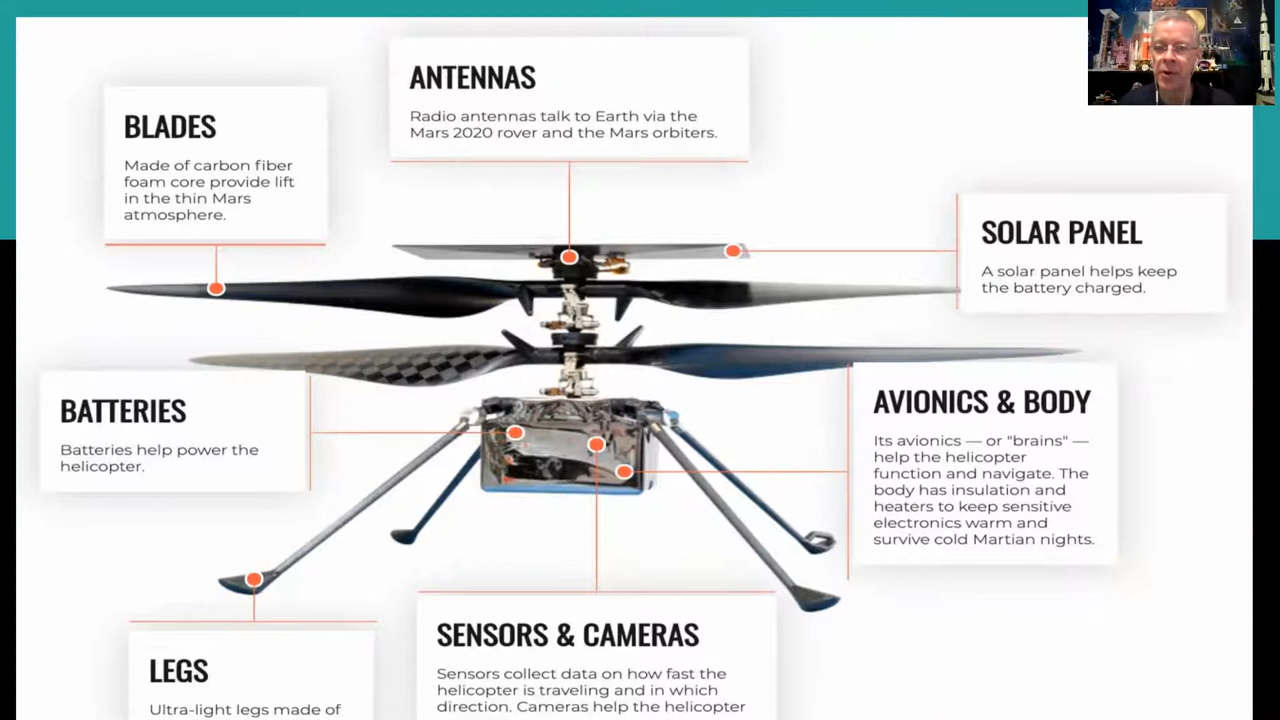 ANTENNAS
Radio antennas talk to Earth via the
Mars 2020 rover and the Mars orbiters.
BLADES
Made of carbon fiber
foam core provide lift
in the thin Mars
atmosphere.
SOLAR PANEL
A solar panel helps keep
the battery charged.
BATTERIES
Batteries help power the
helicopter.
AVIONICS & BODY
Its avionics — or "brains" —
help the helicopter
function and navigate. The
body has insulation and
heaters to keep sensitive
electronics warm and
survive cold Martian nights.
LEGS
Ultra-light legs made of
SENSORS & CAMERAS
Sensors collect data on how fast the
helicopter is traveling and in which
direction. Cameras help the helicopter